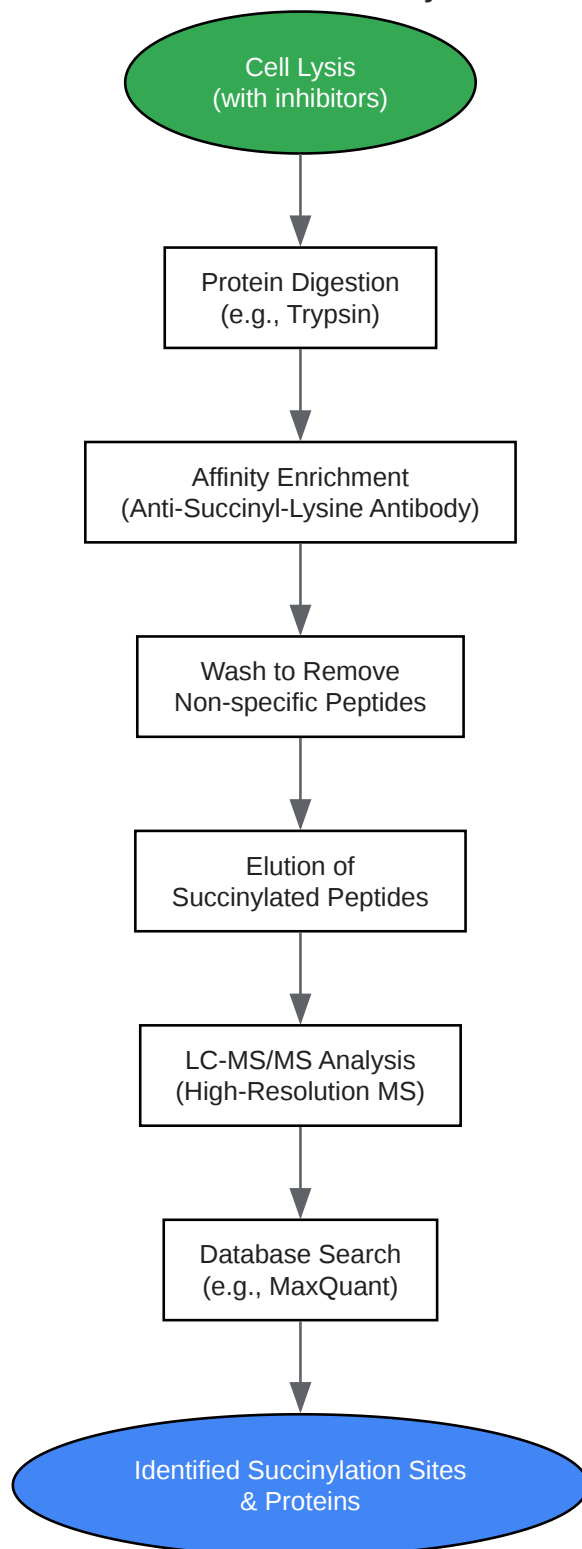 Cell Lysis
(with inhibitors)
Protein Digestion
(e.g., Trypsin)
Affinity Enrichment
(Anti-Succinyl-Lysine Antibody)
Wash to Remove
Non-specific Peptides
Elution of
Succinylated Peptides
LC-MS/MS Analysis
(High-Resolution MS)
Database Search
(e.g., MaxQuant)
Identified Succinylation Sites
& Proteins